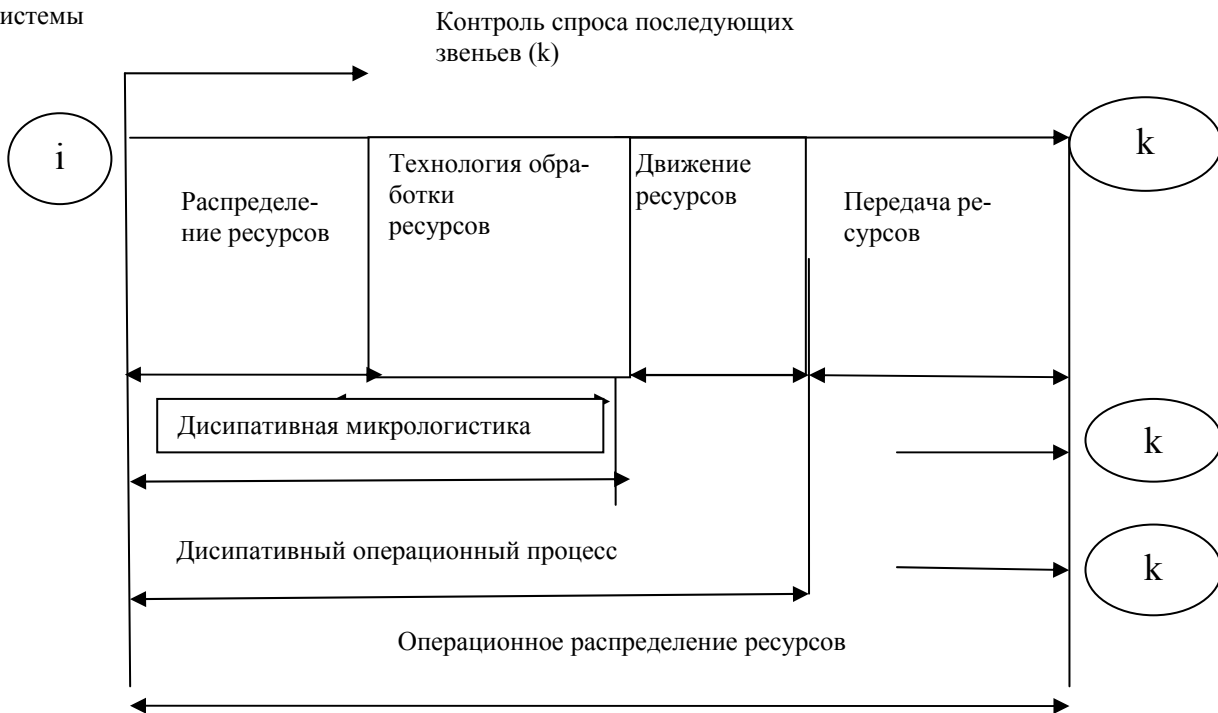 истемы
Контроль спроса последующих
звеньев (k)
i
k
Распределе-
ние ресурсов
Технология обра-
ботки
ресурсов
Движение
ресурсов
Передача ре-
сурсов
Дисипативная микрологистика
k
Дисипативный операционный процесс
k
Операционное распределение ресурсов